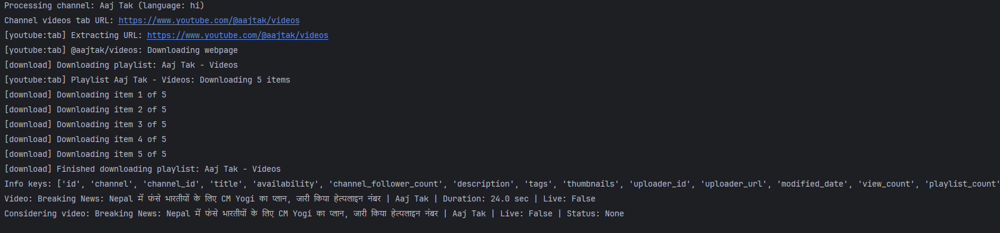 Processing channel: Aaj Tak (language: hi)
Channel videos tab URL: https://www.youtube.com/@aajtak/videos
[youtube:tab] Extracting URL: https://www.youtube.com/@aajtak/videos
[youtube:tab] @aajtak/videos: Downloading webpage
[download] Downloading playlist: Aaj Tak - Videos
[youtube:tab] Playlist Aaj Tak - Videos: Downloading 5 items
[download] Downloading item 1 of 5
[download] Downloading item 2 of 5
[download] Downloading item 3 of 5
[download] Downloading item 4 of 5
[download] Downloading item 5 of 5
[download] Finished downloading playlist: Aaj Tak - Videos
Info keys: ['id', 'channel', 'channel_id', 'title', 'availability', 'channel_follower_count', 'description', 'tags', 'thumbnails', 'uploader_id', 'uploader_url', 'modified_date', 'view_count', 'playlist_count'
Video: Breaking News: Nepal में फंसे भारतीयों के लिए CM Yogi का प्लान, जारी किया हेल्पलाइन नंबर | Aaj Tak | Duration: 24.0 sec | Live: False
Considering video: Breaking News: Nepal में फंसे भारतीयों के लिए CM Yogi का प्लान, जारी किया हेल्पलाइन नंबर | Aaj Tak | Live: False | Status: None